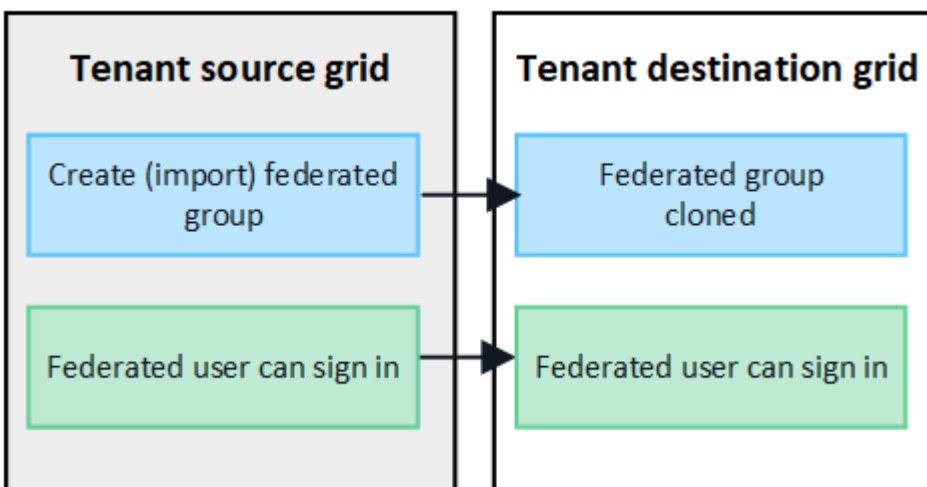 Tenant source grid
Create (import) federated
group
Federated user can sign in
Tenant destination grid
Federated group
cloned
Federated user can sign in